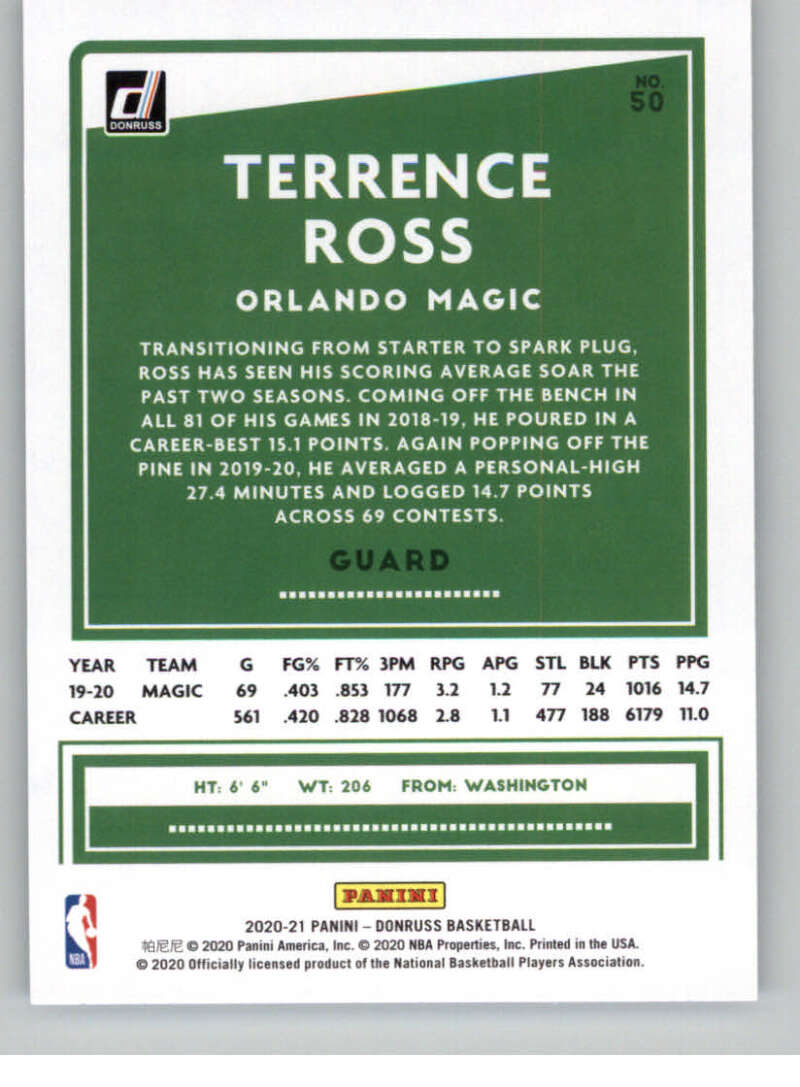 DONRUSS
NO.
50
TERRENCE
ROSS
ORLANDO MAGIC
TRANSITIONING FROM STARTER TO SPARK PLUG,
ROSS HAS SEEN HIS SCORING AVERAGE SOAR THE
PAST TWO SEASONS. COMING OFF THE BENCH IN
ALL 81 OF HIS GAMES IN 2018-19, HE POURED IN A
CAREER-BEST 15.1 POINTS. AGAIN POPPING OFF THE
PINE IN 2019-20, HE AVERAGED A PERSONAL-HIGH
27.4 MINUTES AND LOGGED 14.7 POINTS
ACROSS 69 CONTESTS.
GUARD
YEAR TEAM G FG% FT% 3PM RPG APG STL BLK PTS PPG
19-20 MAGIC 69 .403 .853 177 3.2 1.2 77 24 1016 14.7
CAREER 561 .420 .828 1068 2.8 1.1 477 188 6179 11.0
HT: 6' 6" WT: 206 FROM: WASHINGTON
PANINI
2020-21 PANINI – DONRUSS BASKETBALL
帕尼尼 © 2020 Panini America, Inc. © 2020 NBA Properties, Inc. Printed in the USA.
© 2020 Officially licensed product of the National Basketball Players Association.
NBA